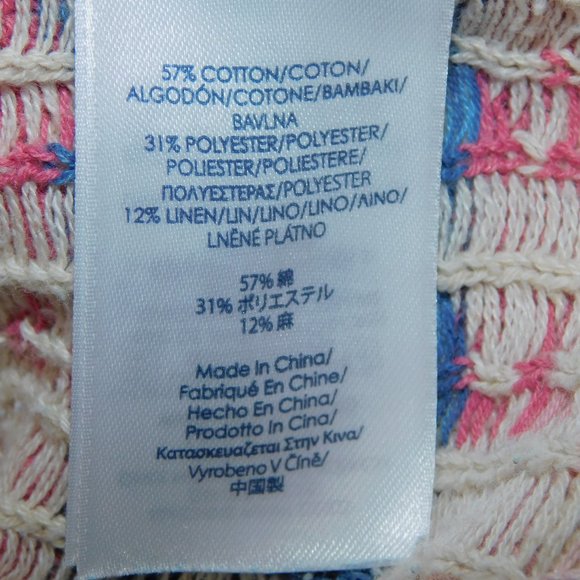 57% COTTON/COTON/
ALGODÓN/COTONE/BAMBAKI/
BAVLNA
31% POLYESTER/POLYESTER/
POLIESTER/POLIESTERE/
ΠΟΛΥΕΣΤΕΡΑΣ/POLYESTER
12% LINEN/LIN/LINO/LINO/ΛΙΝΟ/
LNĚNÉ PLÁTNO
57% 綿
31% ポリエステル
12% 麻
Made In China/
Fabriqué En Chine/
Hecho En China/
Prodotto In Cina/
Κατασκευαζεται Στην Κινα/
Vyrobeno V Číně/
中国製